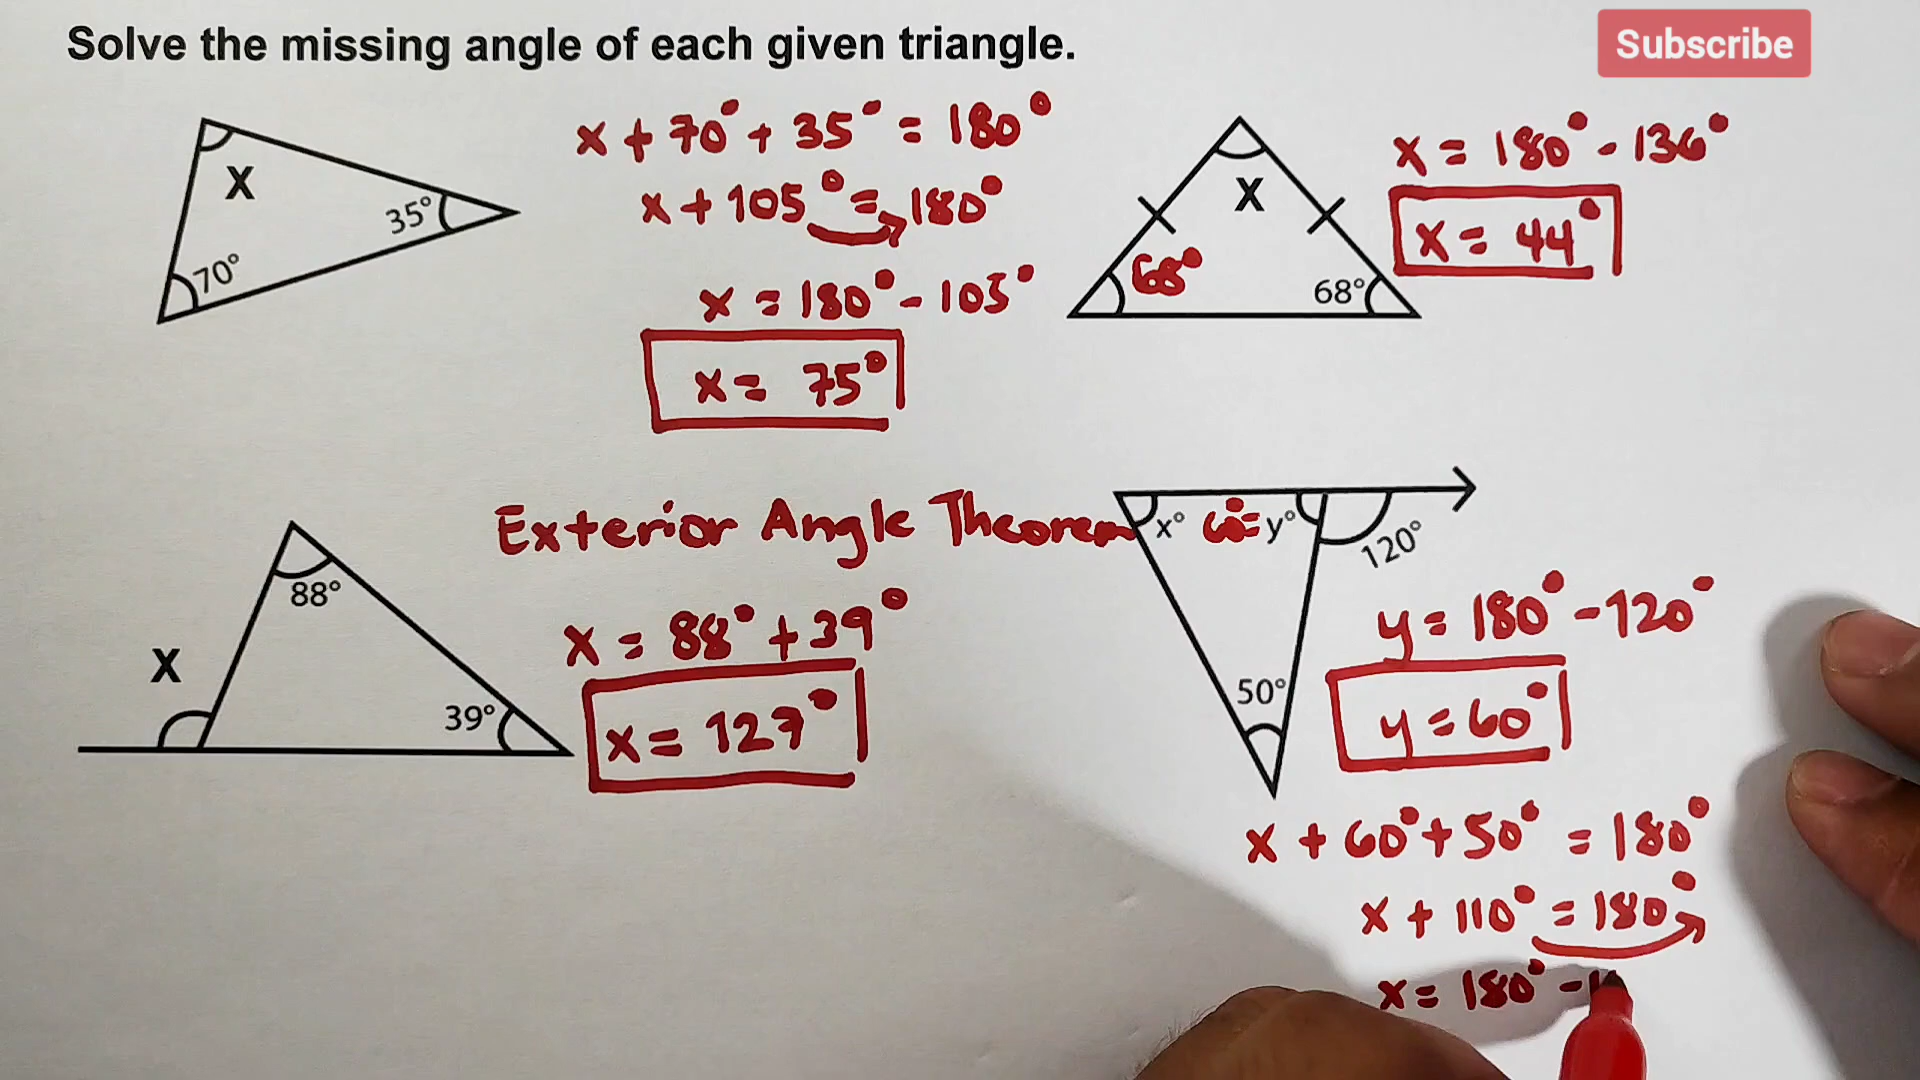 Solve the missing angle of each given triangle.
Subscribe
X
35°
70°
x + 70° + 35° = 180°
x + 105° = 180°
x = 180° - 105°
x = 75°
X
68°
68°
x = 180° - 136°
x = 44°
Exterior Angle Theorem
88°
X
39°
x = 88° + 39°
x = 127°
x° 60° = y°
120°
50°
y = 180° - 120°
y = 60°
x + 60° + 50° = 180°
x + 110° = 180°
x = 180° -